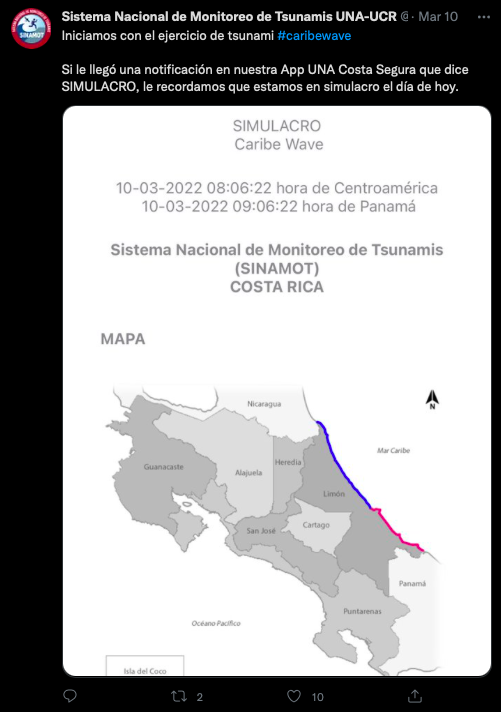 Sistema Nacional de Monitoreo de Tsunamis UNA-UCR @ · Mar 10 ···
Iniciamos con el ejercicio de tsunami #caribewave
Si le llegó una notificación en nuestra App UNA Costa Segura que dice
SIMULACRO, le recordamos que estamos en simulacro el día de hoy.
SINAMOT
SIMULACRO
Caribe Wave
10-03-2022 08:06:22 hora de Centroamérica
10-03-2022 09:06:22 hora de Panamá
Sistema Nacional de Monitoreo de Tsunamis
(SINAMOT)
COSTA RICA
MAPA
Nicaragua
N
Mar Caribe
Guanacaste
Alajuela
Heredia
Limón
San José
Cartago
Panamá
Puntarenas
Océano Pacífico
Isla del Coco
2
10